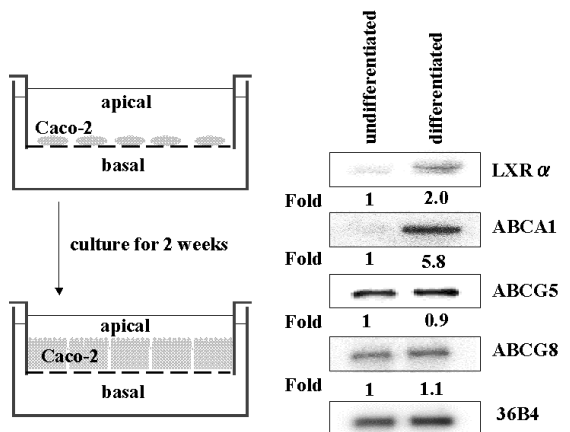 apical
Caco-2
basal
culture for 2 weeks
apical
Caco-2
basal
undifferentiated
differentiated
LXR α
Fold 1 2.0
ABCA1
Fold 1 5.8
ABCG5
Fold 1 0.9
ABCG8
Fold 1 1.1
36B4